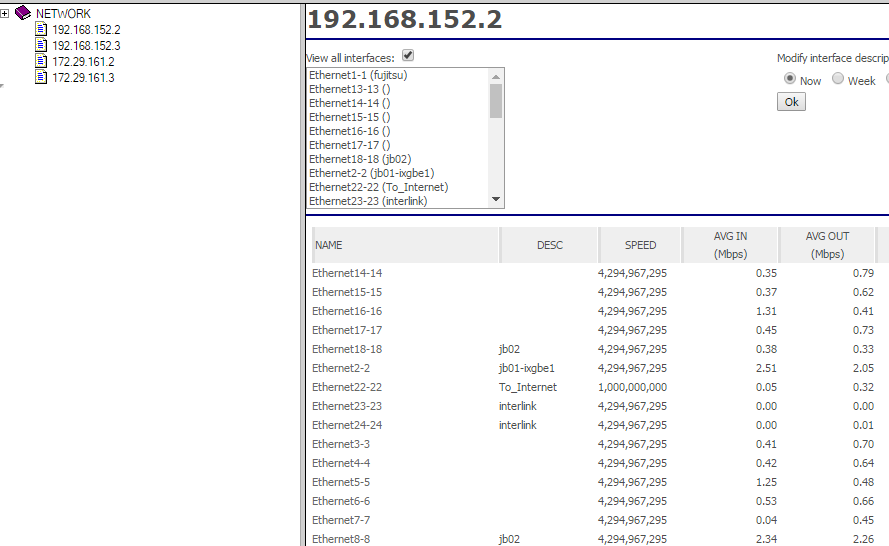 NETWORK
192.168.152.2
192.168.152.3
172.29.161.2
172.29.161.3
192.168.152.2
View all interfaces:
Modify interface descrip
Now Week
Ok
Ethernet1-1 (fujitsu)
Ethernet13-13 ()
Ethernet14-14 ()
Ethernet15-15 ()
Ethernet16-16 ()
Ethernet17-17 ()
Ethernet18-18 (jb02)
Ethernet2-2 (jb01-ixgbe1)
Ethernet22-22 (To_Internet)
Ethernet23-23 (interlink)
NAME DESC SPEED AVG IN (Mbps) AVG OUT (Mbps)
Ethernet14-14 4,294,967,295 0.35 0.79
Ethernet15-15 4,294,967,295 0.37 0.62
Ethernet16-16 4,294,967,295 1.31 0.41
Ethernet17-17 4,294,967,295 0.45 0.73
Ethernet18-18 jb02 4,294,967,295 0.38 0.33
Ethernet2-2 jb01-ixgbe1 4,294,967,295 2.51 2.05
Ethernet22-22 To_Internet 1,000,000,000 0.05 0.32
Ethernet23-23 interlink 4,294,967,295 0.00 0.00
Ethernet24-24 interlink 4,294,967,295 0.00 0.01
Ethernet3-3 4,294,967,295 0.41 0.70
Ethernet4-4 4,294,967,295 0.42 0.64
Ethernet5-5 4,294,967,295 1.25 0.48
Ethernet6-6 4,294,967,295 0.53 0.66
Ethernet7-7 4,294,967,295 0.04 0.45
Ethernet8-8 jb02 4,294,967,295 2.34 2.26